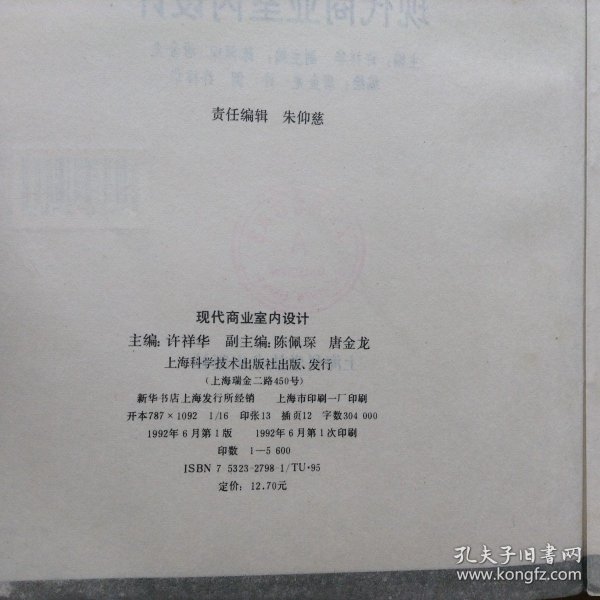 责任编辑 朱仰慈
现代商业室内设计
主编:许祥华 副主编:陈佩琛 唐金龙
上海科学技术出版社出版、发行
(上海瑞金二路450号)
新华书店上海发行所经销 上海市印刷一厂印刷
开本787×1092 1/16 印张13 插页12 字数304 000
1992年6月第1版 1992年6月第1次印刷
印数 1-5 600
ISBN 7-5323-2798-1/TU·95
定价:12.70元
孔夫子旧书网
www.kongfz.com